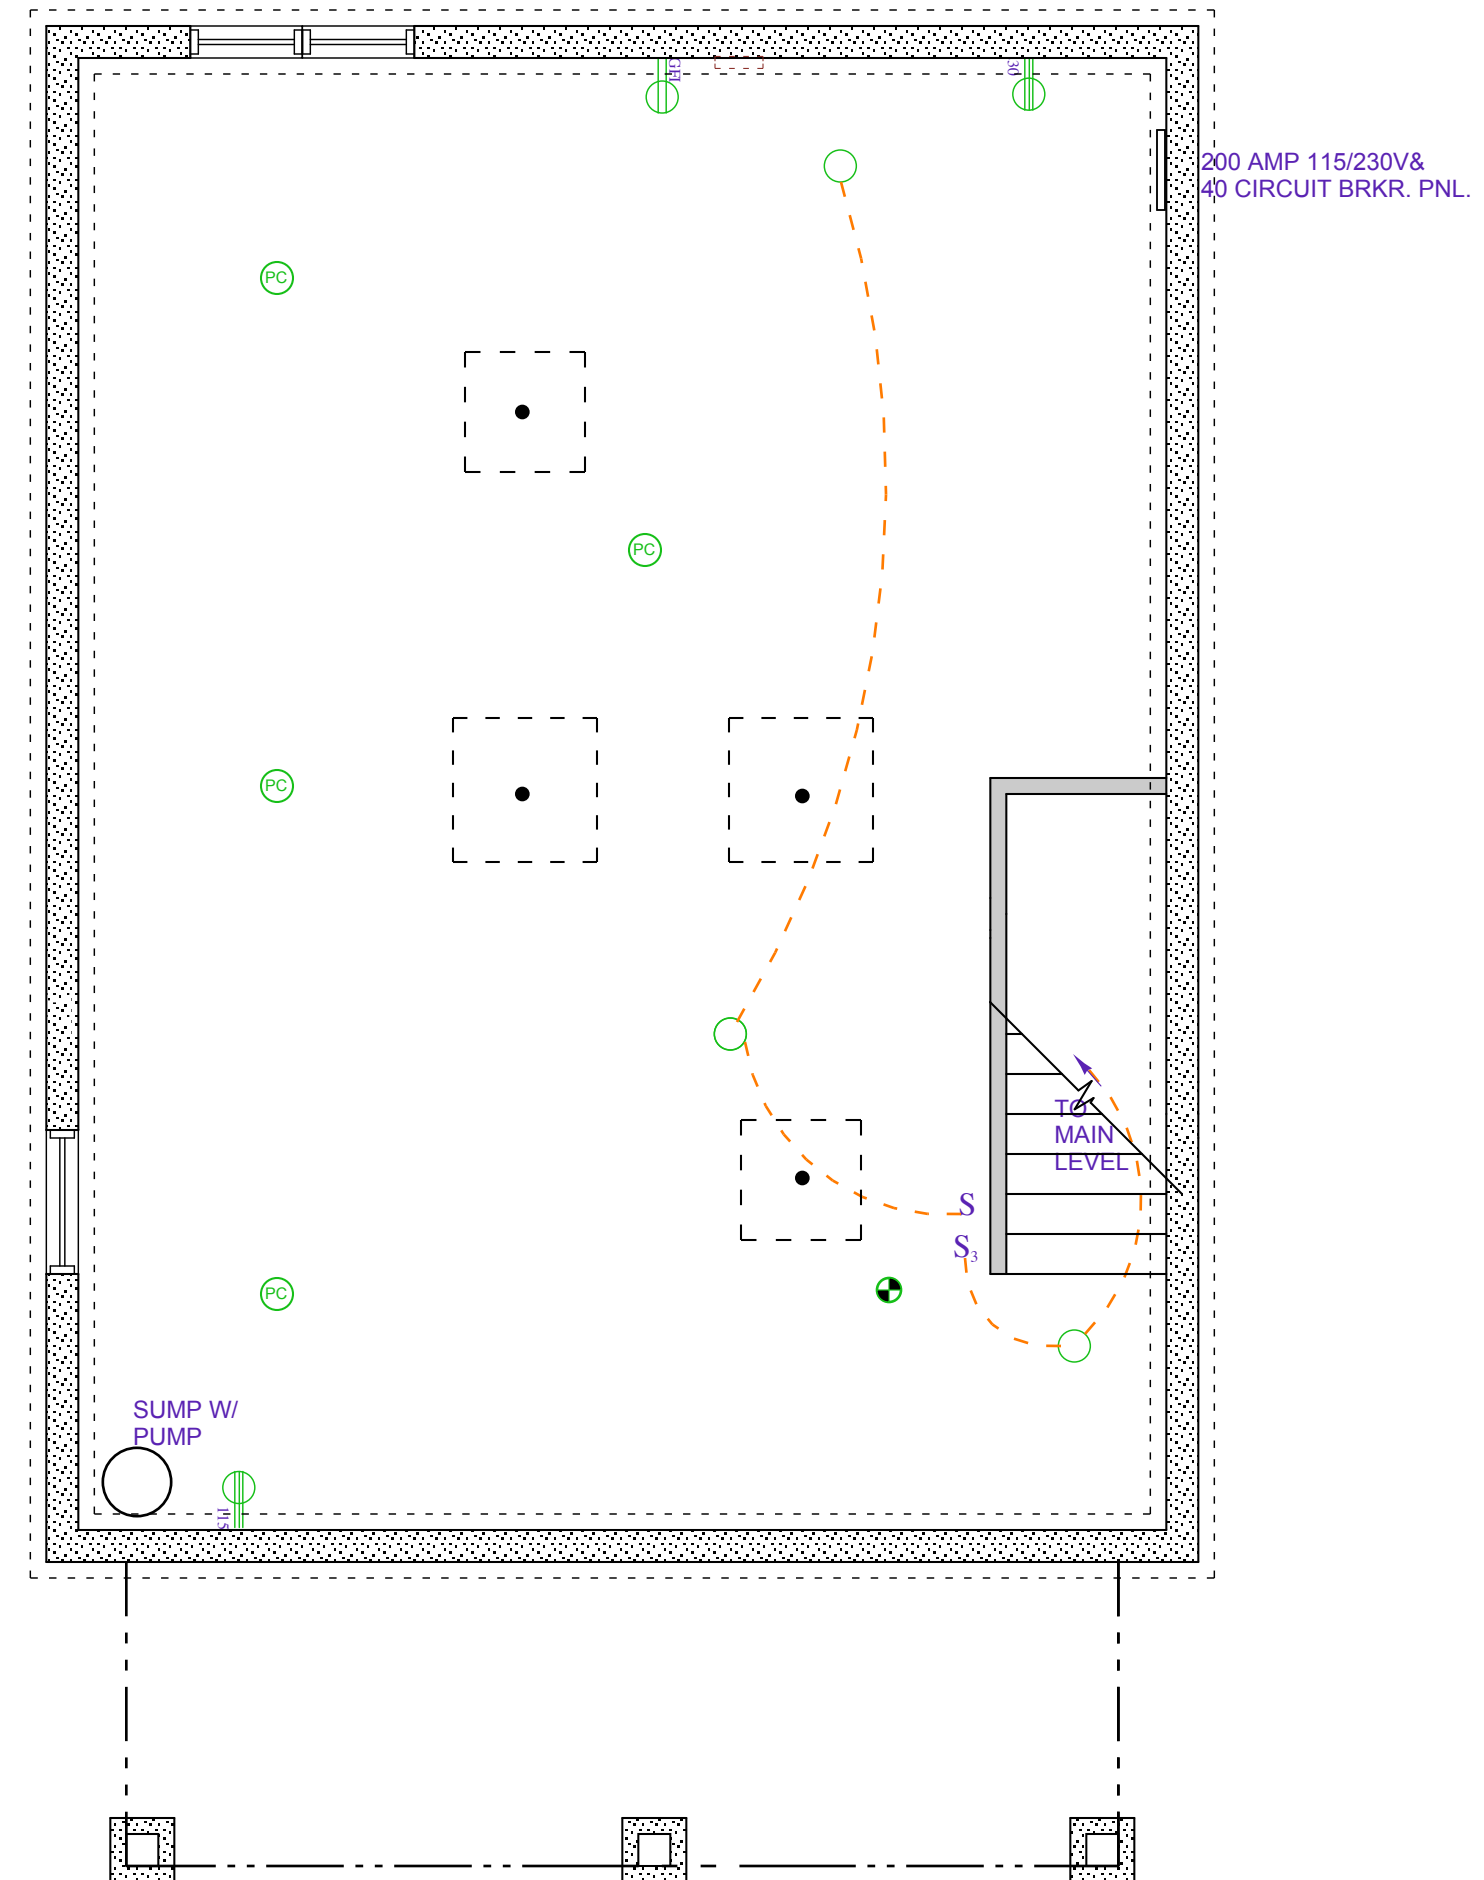 GFI
30
200 AMP 115/230V&
40 CIRCUIT BRKR. PNL.
PC
PC
PC
TO
MAIN
LEVEL
S
S3
PC
SUMP W/
PUMP
115